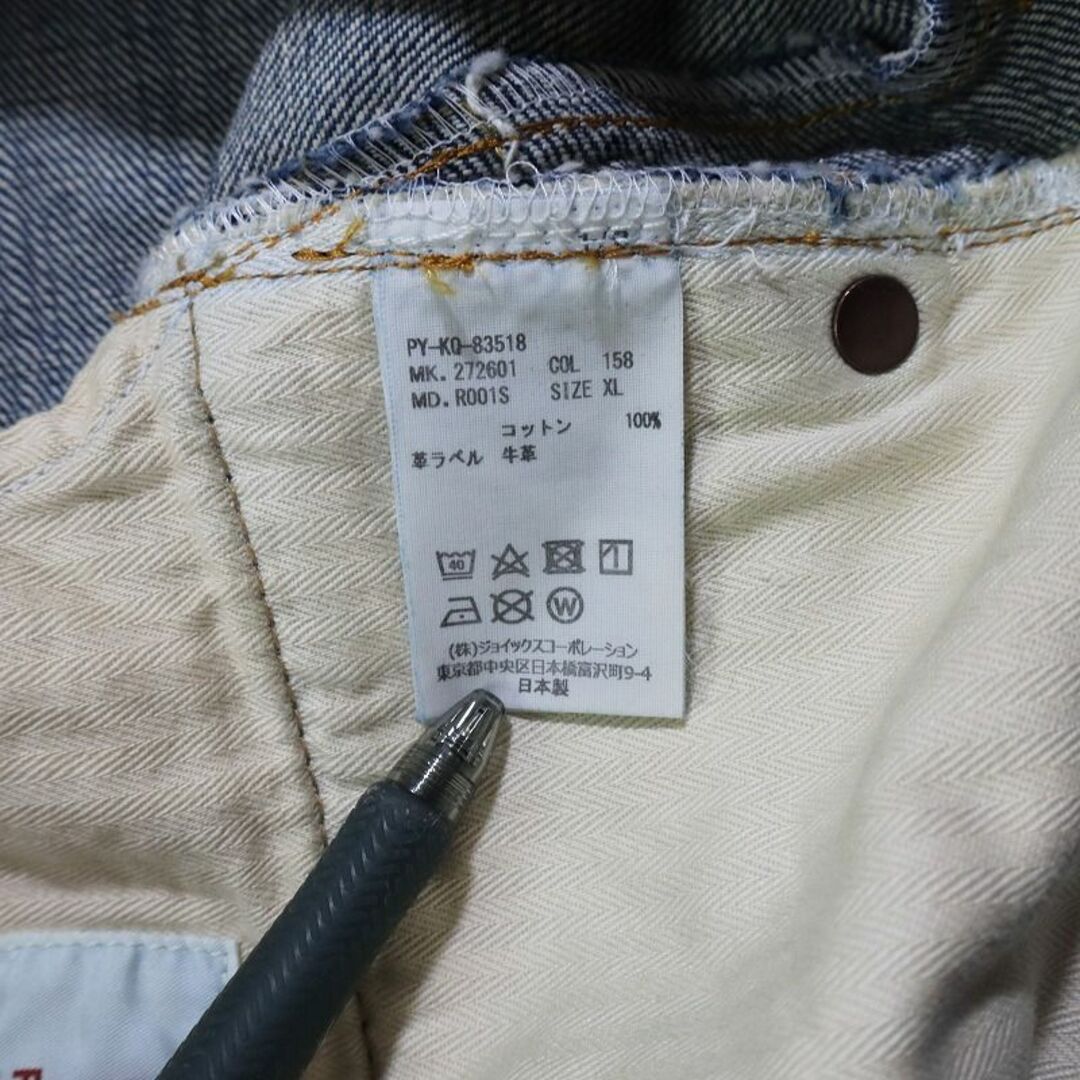 PY-KQ-83518
MK. 272601 COL 158
MD. R001S SIZE XL
コットン 100%
革ラベル 牛革
40
W
(株)ジョイックスコーポレーション
東京都中央区日本橋富沢町9-4
日本製